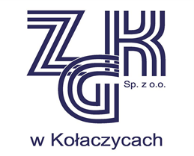 ZGK
Sp. z o.o.
w Kołaczycach